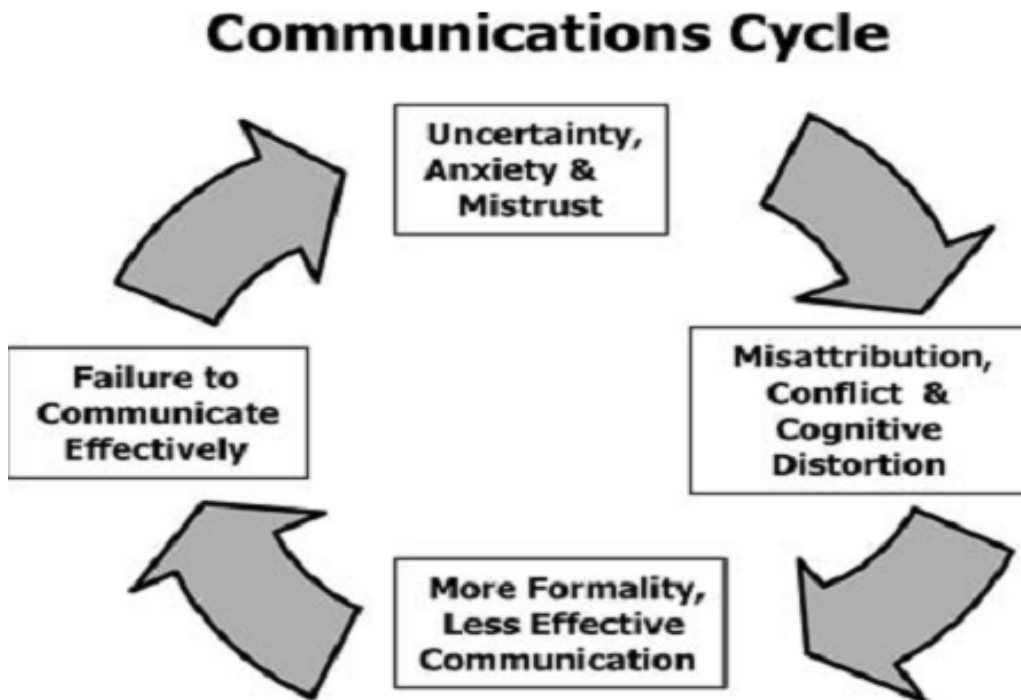 Communications Cycle
Uncertainty,
Anxiety &
Mistrust
Misattribution,
Conflict &
Cognitive
Distortion
More Formality,
Less Effective
Communication
Failure to
Communicate
Effectively